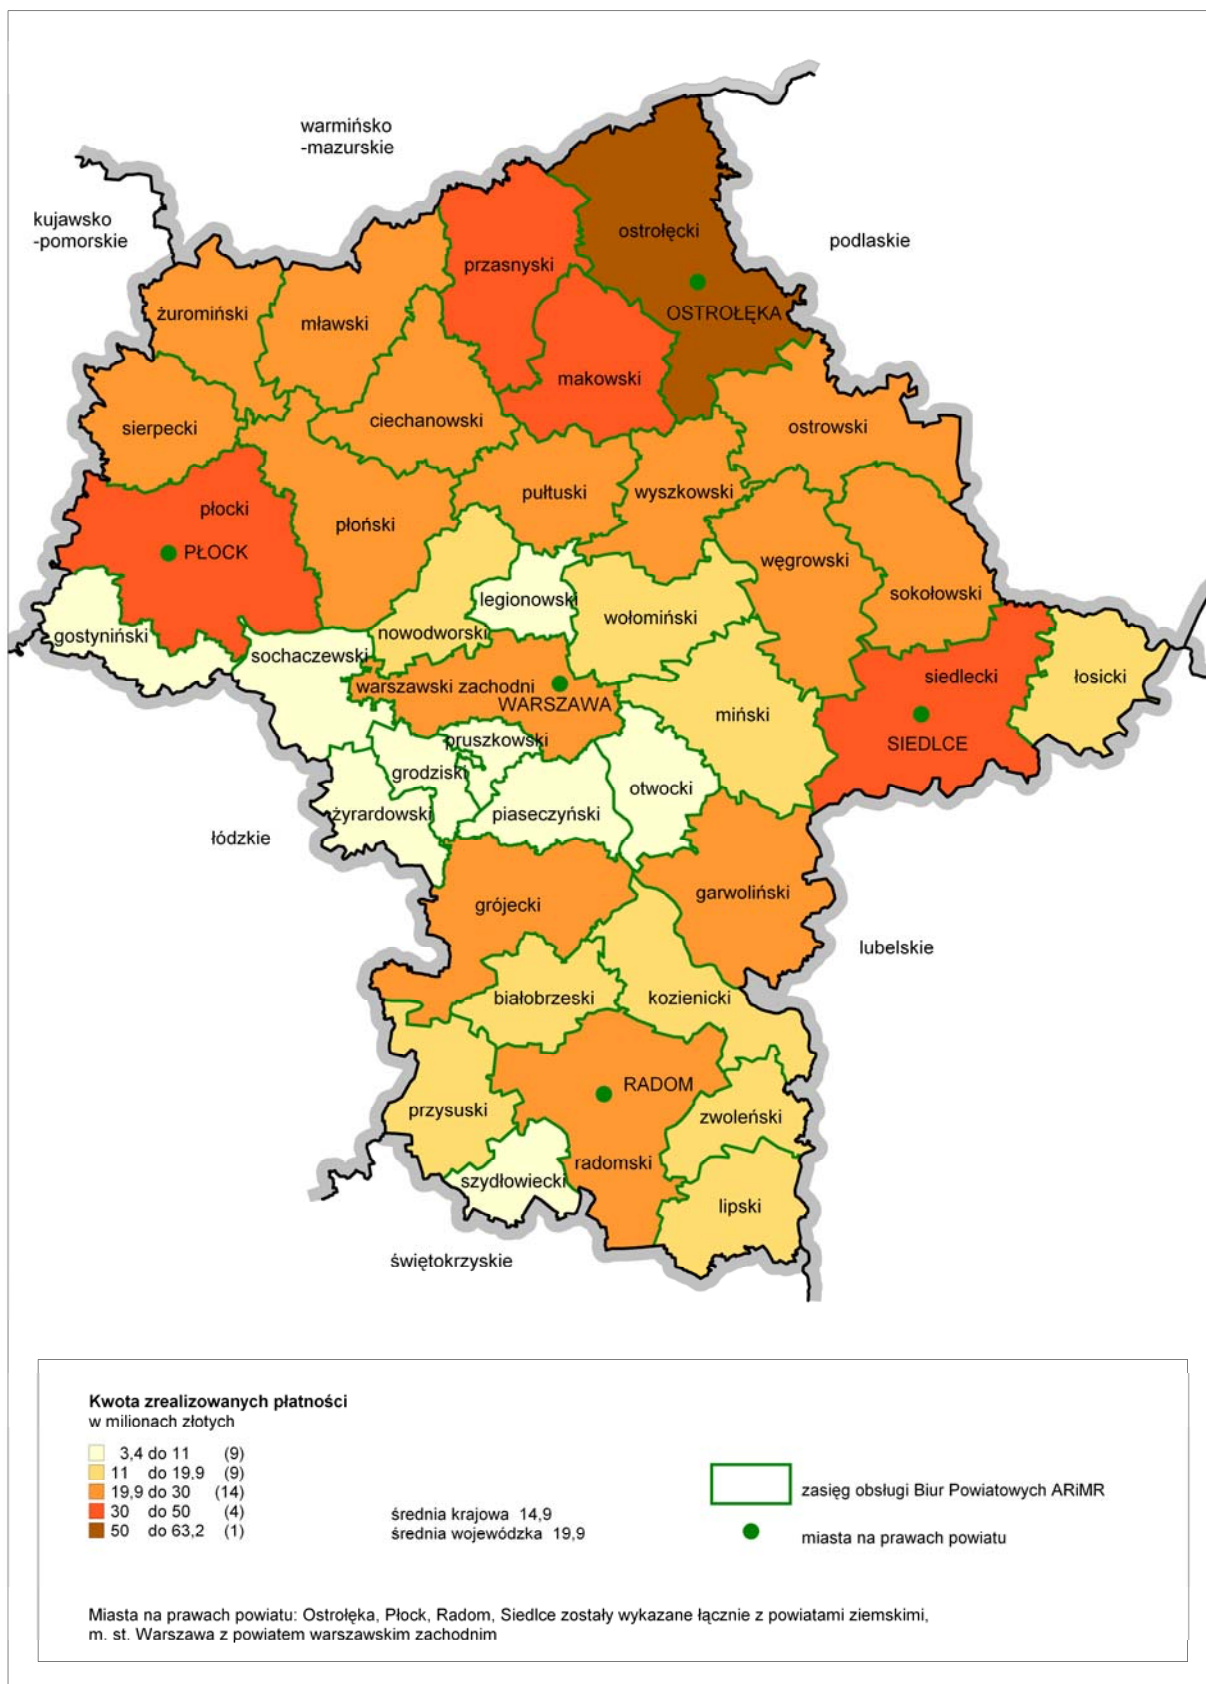 warmińsko
-mazurskie
kujawsko
-pomorskie
podlaskie
ostrołęcki
przasnyski
OSTROŁĘKA
żuromiński
mławski
makowski
sierpecki
ciechanowski
ostrowski
płocki
płoński
pułtuski
wyszkowski
PŁOCK
węgrowski
sokołowski
legionowski
wołomiński
gostyniński
nowodworski
sochaczewski
siedlecki
łosicki
warszawski zachodni
WARSZAWA
miński
SIEDLCE
pruszkowski
grodziski
otwocki
żyrardowski
piaseczyński
łódzkie
grójecki
garwoliński
lubelskie
białobrzeski
kozienicki
RADOM
przysuski
zwoleński
radomski
szydłowiecki
lipski
świętokrzyskie
Kwota zrealizowanych płatności
w milionach złotych
3,4 do 11 (9)
11 do 19,9 (9)
19,9 do 30 (14)
30 do 50 (4)
50 do 63,2 (1)
średnia krajowa 14,9
średnia wojewódzka 19,9
zasięg obsługi Biur Powiatowych ARiMR
miasta na prawach powiatu
Miasta na prawach powiatu: Ostrołęka, Płock, Radom, Siedlce zostały wykazane łącznie z powiatami ziemskimi,
m. st. Warszawa z powiatem warszawskim zachodnim